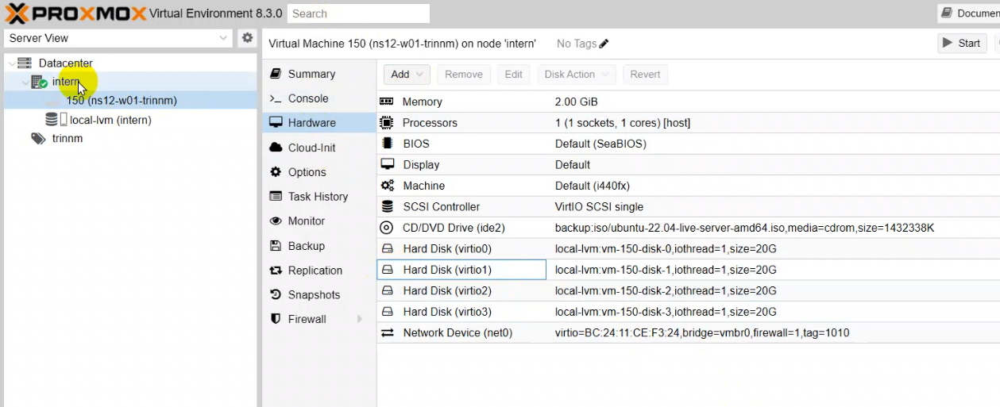 PROXMOX Virtual Environment 8.3.0 Search Documen
Server View
Virtual Machine 150 (ns12-w01-trinnm) on node 'intern' No Tags Start
Datacenter
intern
150 (ns12-w01-trinnm)
local-lvm (intern)
trinnm
Summary
Console
Hardware
Cloud-Init
Options
Task History
Monitor
Backup
Replication
Snapshots
Firewall
Add Remove Edit Disk Action Revert
Memory 2.00 GiB
Processors 1 (1 sockets, 1 cores) [host]
BIOS Default (SeaBIOS)
Display Default
Machine Default (i440fx)
SCSI Controller VirtIO SCSI single
CD/DVD Drive (ide2) backup:iso/ubuntu-22.04-live-server-amd64.iso,media=cdrom,size=1432338K
Hard Disk (virtio0) local-lvm:vm-150-disk-0,iothread=1,size=20G
Hard Disk (virtio1) local-lvm:vm-150-disk-1,iothread=1,size=20G
Hard Disk (virtio2) local-lvm:vm-150-disk-2,iothread=1,size=20G
Hard Disk (virtio3) local-lvm:vm-150-disk-3,iothread=1,size=20G
Network Device (net0) virtio=BC:24:11:CE:F3:24,bridge=vmbr0,firewall=1,tag=1010